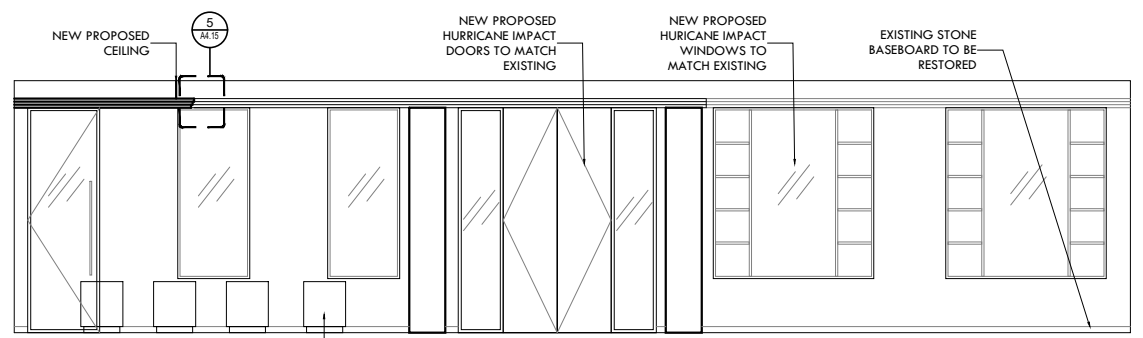 NEW PROPOSED
CEILING
5
A4.15
NEW PROPOSED
HURRICANE IMPACT
DOORS TO MATCH
EXISTING
NEW PROPOSED
HURICANE IMPACT
WINDOWS TO
MATCH EXISTING
EXISTING STONE
BASEBOARD TO BE
RESTORED